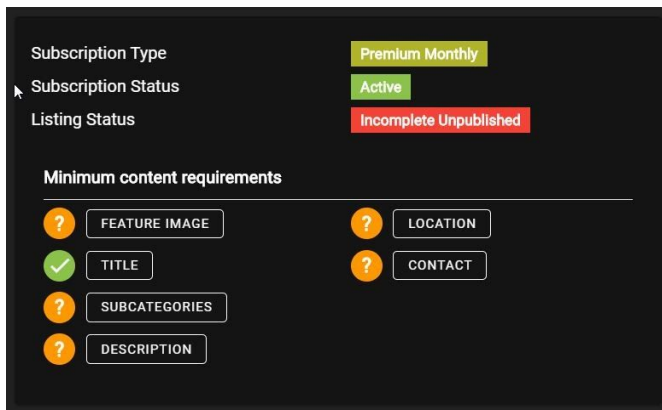 Subscription Type Premium Monthly
Subscription Status Active
Listing Status Incomplete Unpublished
Minimum content requirements
? FEATURE IMAGE ? LOCATION
TITLE ? CONTACT
? SUBCATEGORIES
? DESCRIPTION